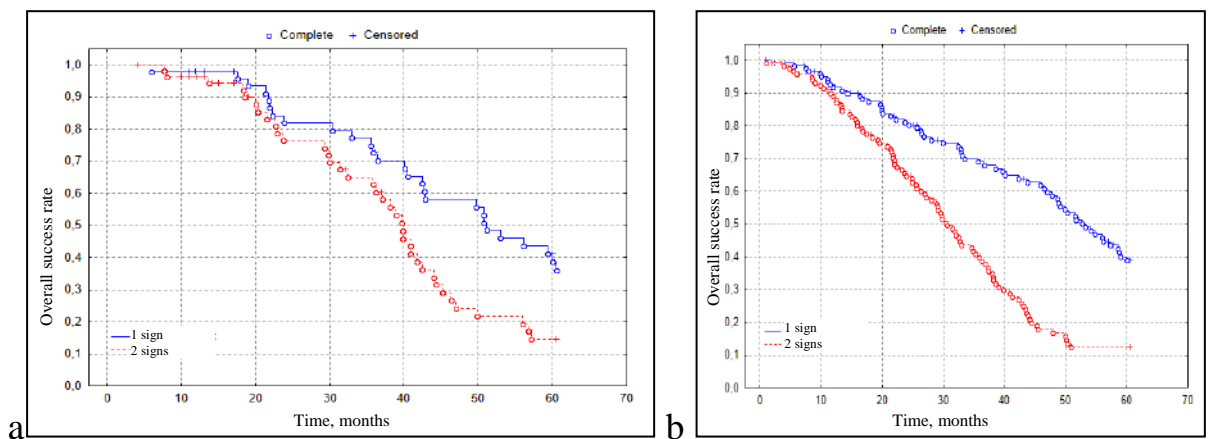 Complete + Censored
1,0
0,9
0,8
0,7
0,6
0,5
0,4
0,3
0,2
0,1
0,0
Overall success rate
1 sign
2 signs
0 10 20 30 40 50 60 70
Time, months
a
Complete + Censored
1.0
0.9
0.8
0.7
0.6
0.5
0.4
0.3
0.2
0.1
0.0
Overall success rate
1 sign
2 signs
0 10 20 30 40 50 60 70
Time, months
b